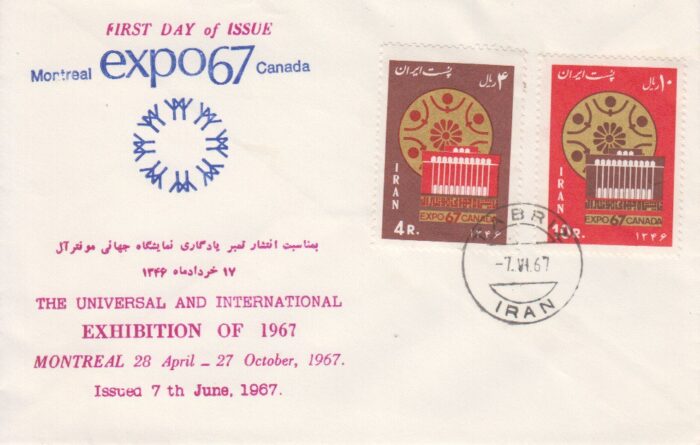 FIRST DAY of ISSUE
Montreal expo67 Canada
بمناسبت انتشار تمبر یادگاری نمایشگاه جهانی مونترآل
۱۷ خردادماه ۱۳۴۶
THE UNIVERSAL AND INTERNATIONAL
EXHIBITION OF 1967
MONTREAL 28 April – 27 October, 1967.
Issued 7 th June, 1967.
پست ایران
۴ ریال
IRAN
EXPO 67 CANADA
4 R.
۱۳۴۶
پست ایران
۱۰ ریال
IRAN
EXPO 67 CANADA
10 R.
۱۳۴۶
-7.VI.67
IRAN